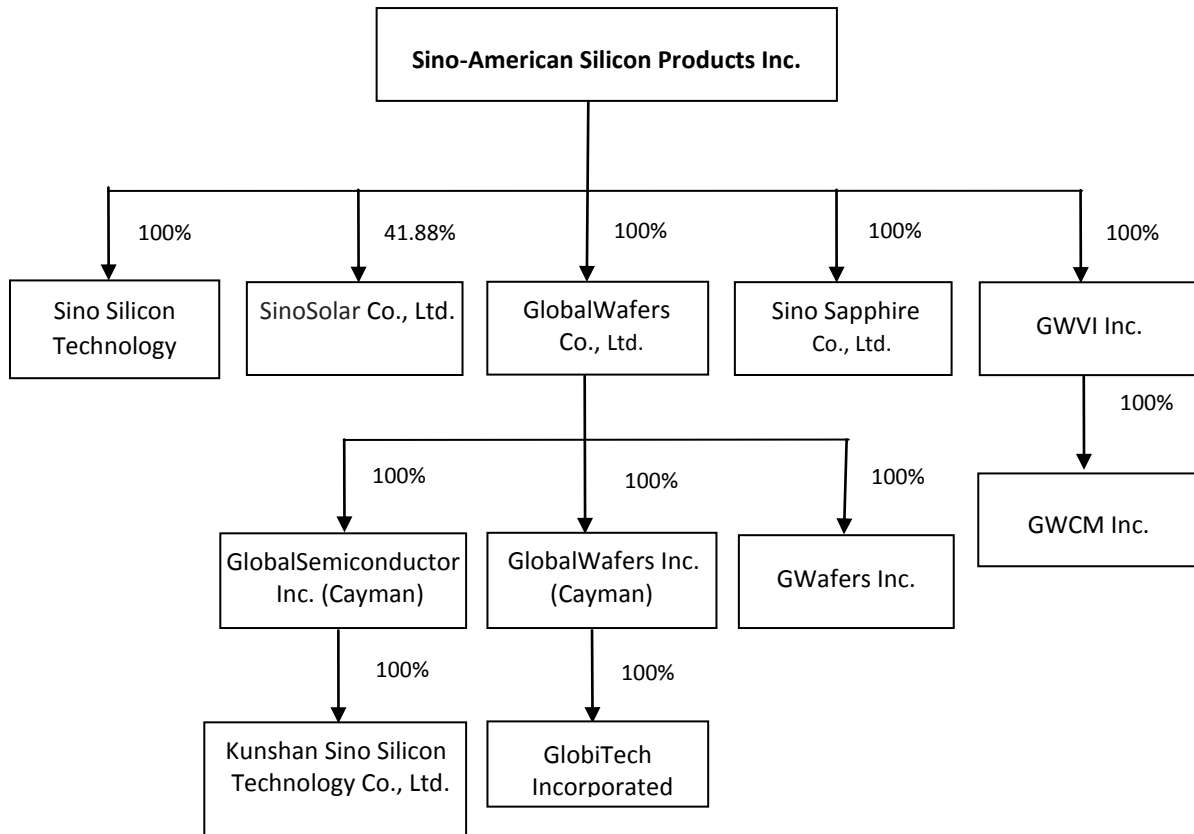 Sino-American Silicon Products Inc.
100%
41.88%
100%
100%
100%
Sino Silicon
Technology
SinoSolar Co., Ltd.
GlobalWafers
Co., Ltd.
Sino Sapphire
Co., Ltd.
GWVI Inc.
100%
100%
100%
100%
GlobalSemiconductor
Inc. (Cayman)
GlobalWafers Inc.
(Cayman)
GWafers Inc.
GWCM Inc.
100%
100%
Kunshan Sino Silicon
Technology Co., Ltd.
GlobiTech
Incorporated